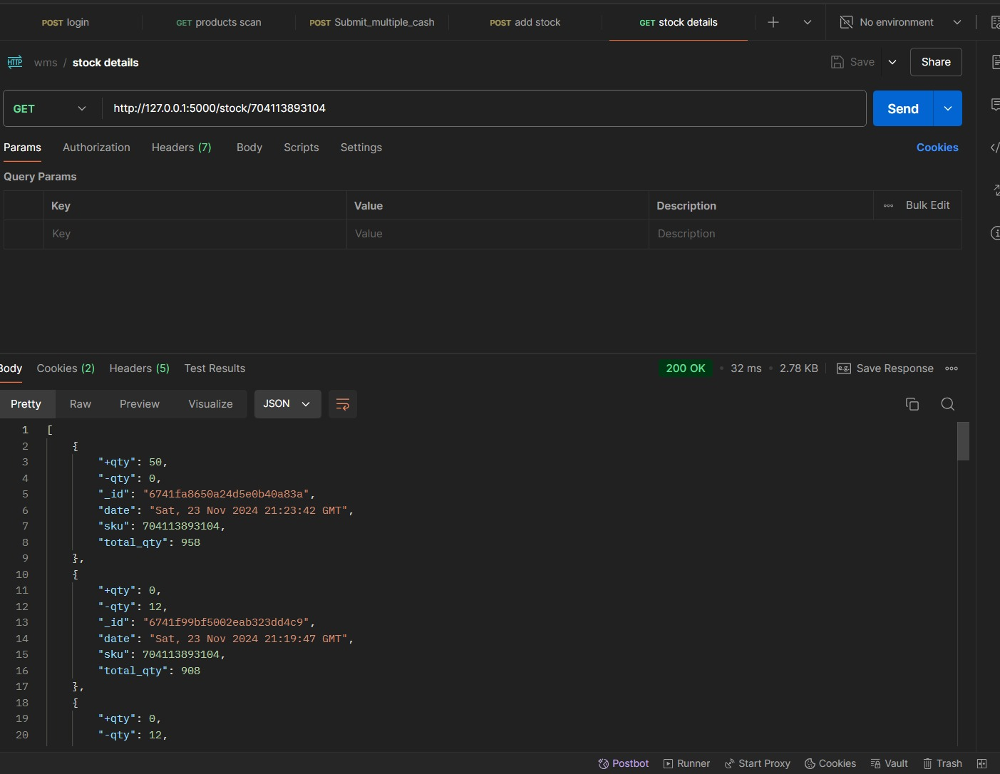 POST login
GET products scan
POST Submit_multiple_cash
POST add stock
GET stock details
No environment
HTTP wms / stock details
Save
Share
GET http://127.0.0.1:5000/stock/704113893104
Send
Params Authorization Headers (7) Body Scripts Settings Cookies
Query Params
Key Value Description Bulk Edit
Key Value Description
Body Cookies (2) Headers (5) Test Results 200 OK • 32 ms • 2.78 KB e.g. Save Response
Pretty Raw Preview Visualize JSON
1 [
2 {
3 "+qty": 50,
4 "-qty": 0,
5 "_id": "6741fa8650a24d5e0b40a83a",
6 "date": "Sat, 23 Nov 2024 21:23:42 GMT",
7 "sku": 704113893104,
8 "total_qty": 958
9 },
10 {
11 "+qty": 0,
12 "-qty": 12,
13 "_id": "6741f99bf5002eab323dd4c9",
14 "date": "Sat, 23 Nov 2024 21:19:47 GMT",
15 "sku": 704113893104,
16 "total_qty": 908
17 },
18 {
19 "+qty": 0,
20 "-qty": 12,
Postbot Runner Start Proxy Cookies Vault Trash